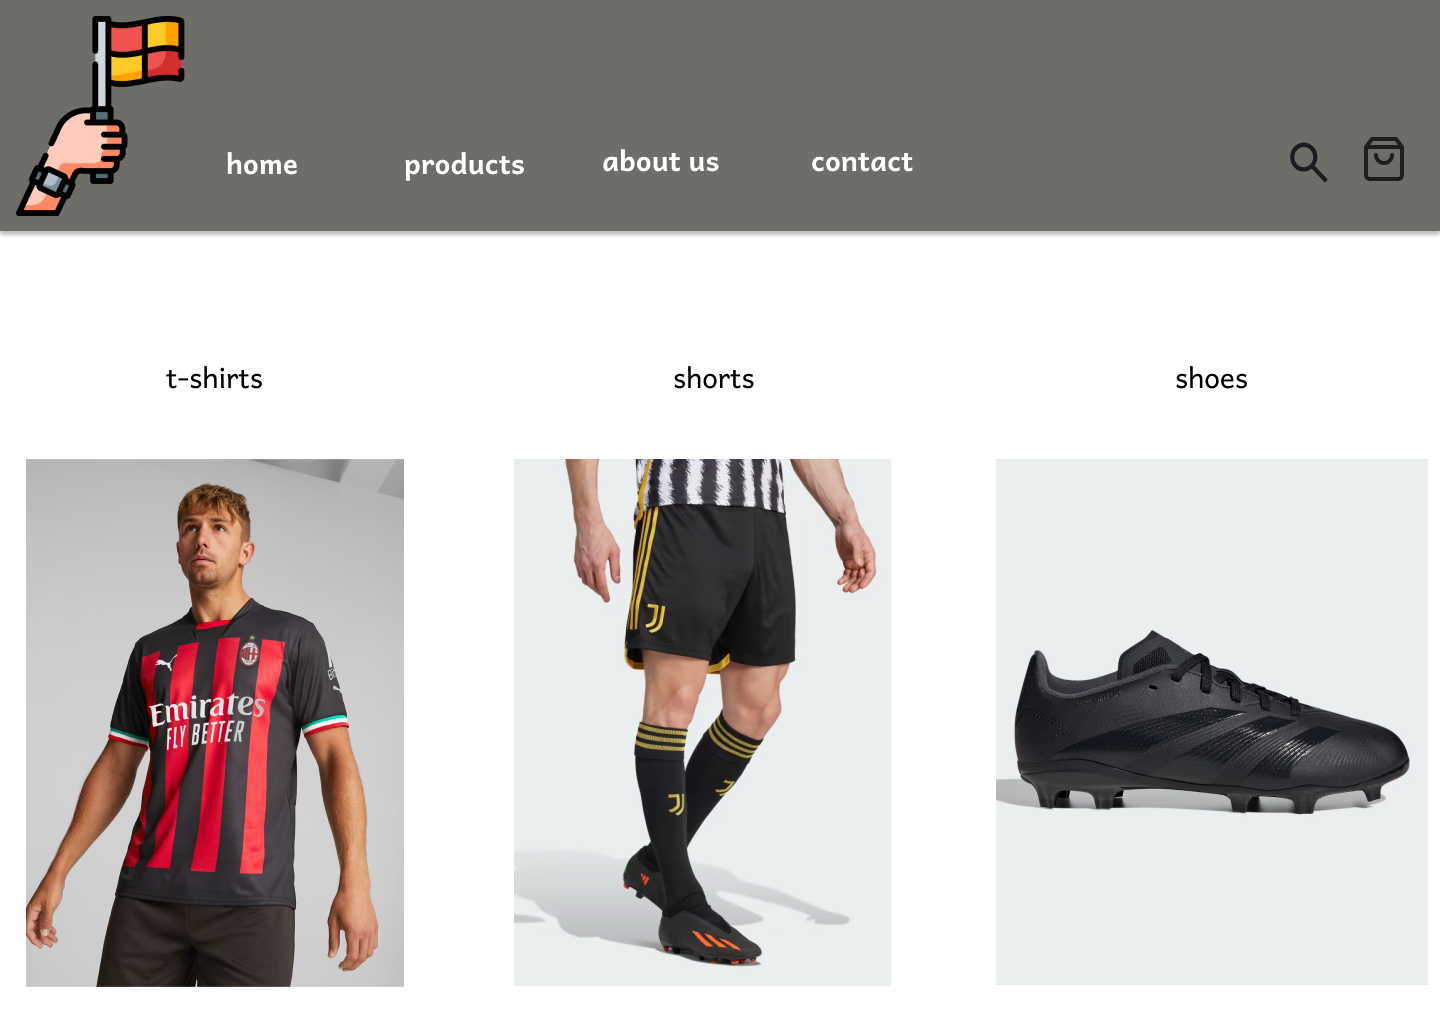 home
products
about us
contact
t-shirts
shorts
shoes
Emirates
FLY BETTER